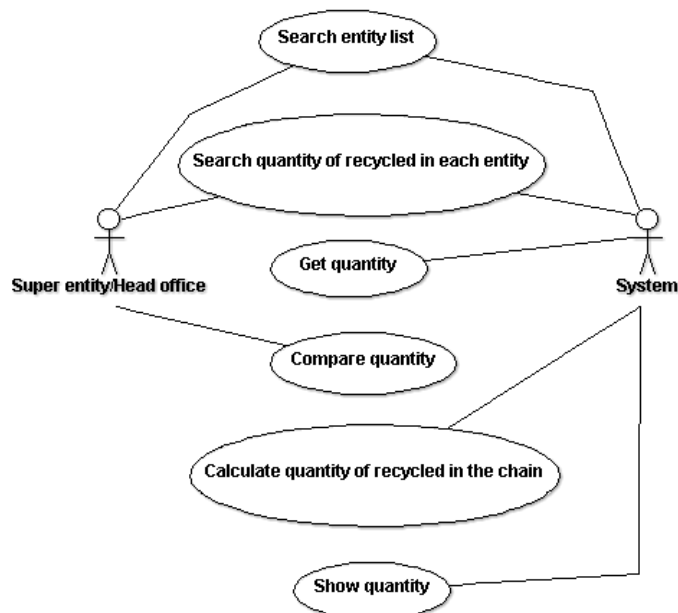 Search entity list
Search quantity of recycled in each entity
Get quantity
Super entity/Head office
System
Compare quantity
Calculate quantity of recycled in the chain
Show quantity